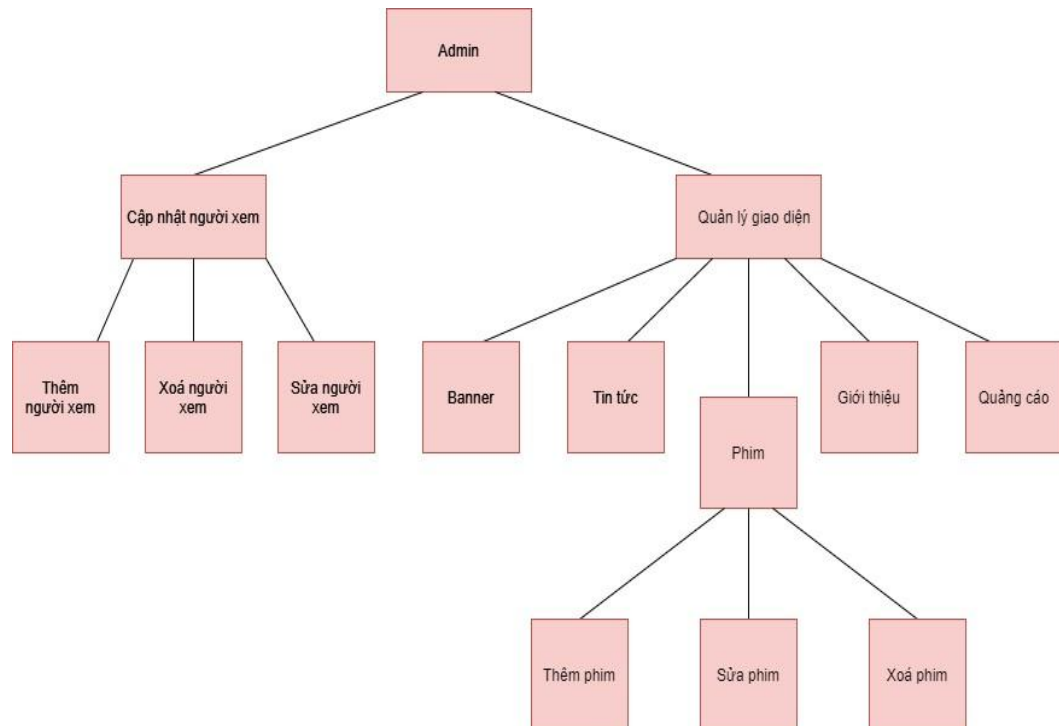 Admin
Cập nhật người xem
Quản lý giao diện
Thêm
người xem
Xoá người
xem
Sửa người
xem
Banner
Tin tức
Phim
Giới thiệu
Quảng cáo
Thêm phim
Sửa phim
Xoá phim